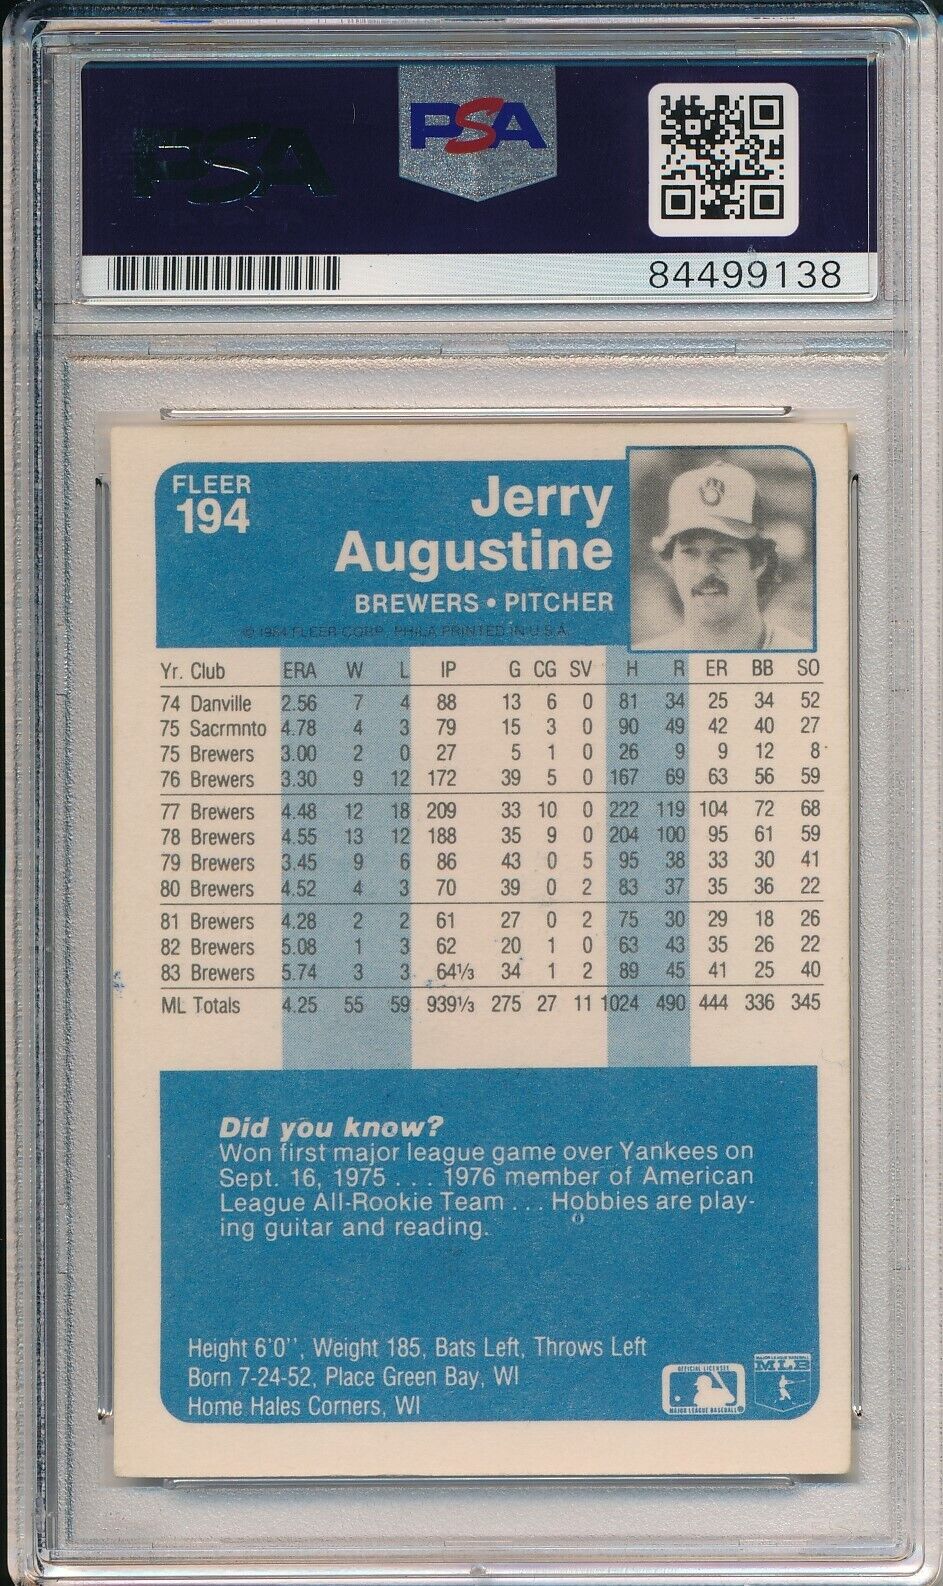 PSA
PSA
84499138
FLEER
194
Jerry
Augustine
BREWERS • PITCHER
© 1984 FLEER CORP., PHILA PRINTED IN U.S.A.
Yr. Club ERA W L IP G CG SV H R ER BB SO
74 Danville 2.56 7 4 88 13 6 0 81 34 25 34 52
75 Sacrmnto 4.78 4 3 79 15 3 0 90 49 42 40 27
75 Brewers 3.00 2 0 27 5 1 0 26 9 9 12 8
76 Brewers 3.30 9 12 172 39 5 0 167 69 63 56 59
77 Brewers 4.48 12 18 209 33 10 0 222 119 104 72 68
78 Brewers 4.55 13 12 188 35 9 0 204 100 95 61 59
79 Brewers 3.45 9 6 86 43 0 5 95 38 33 30 41
80 Brewers 4.52 4 3 70 39 0 2 83 37 35 36 22
81 Brewers 4.28 2 2 61 27 0 2 75 30 29 18 26
82 Brewers 5.08 1 3 62 20 1 0 63 43 35 26 22
83 Brewers 5.74 3 3 64⅓ 34 1 2 89 45 41 25 40
ML Totals 4.25 55 59 939⅓ 275 27 11 1024 490 444 336 345
Did you know?
Won first major league game over Yankees on
Sept. 16, 1975 . . . 1976 member of American
League All-Rookie Team . . . Hobbies are play-
ing guitar and reading.
Height 6'0'', Weight 185, Bats Left, Throws Left
Born 7-24-52, Place Green Bay, WI
Home Hales Corners, WI
OFFICIAL LICENSEE
MAJOR LEAGUE BASEBALL
MAJOR LEAGUE BASEBALL
MLB